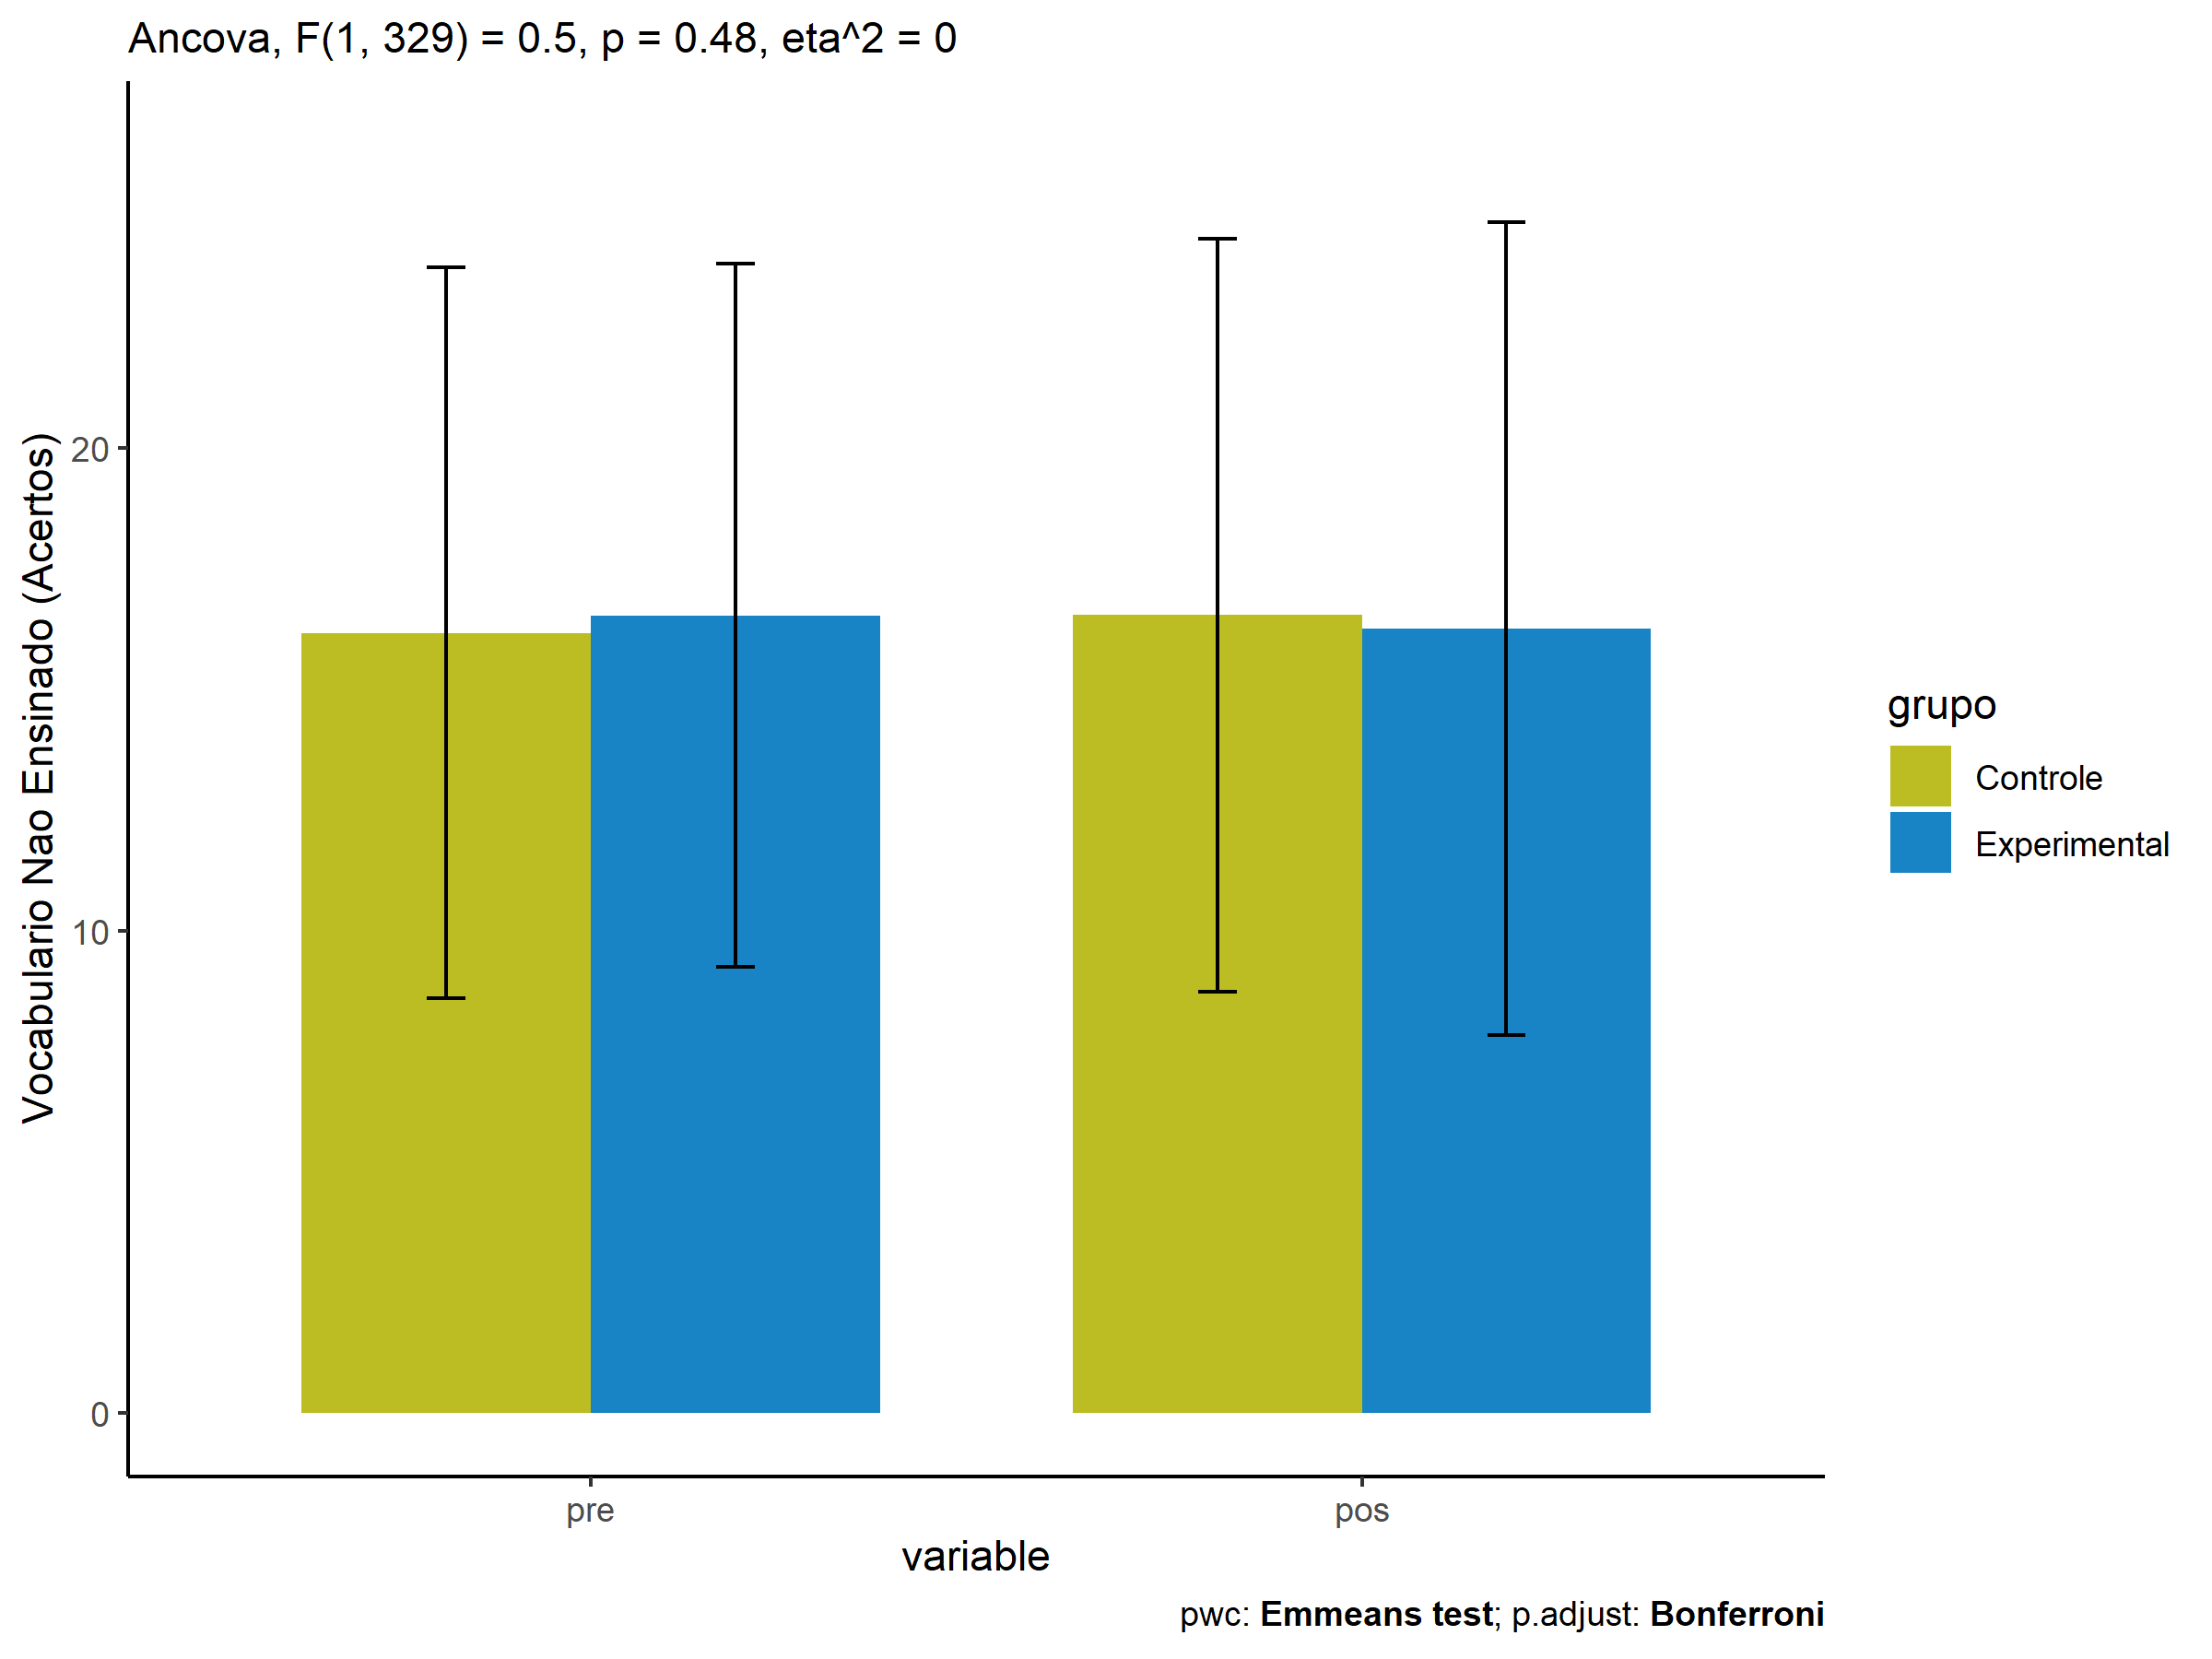 Ancova, F(1, 329) = 0.5, p = 0.48, eta^2 = 0
Vocabulario Nao Ensinado (Acertos)
20
10
0
pre
pos
variable
grupo
Controle
Experimental
pwc: Emmeans test; p.adjust: Bonferroni